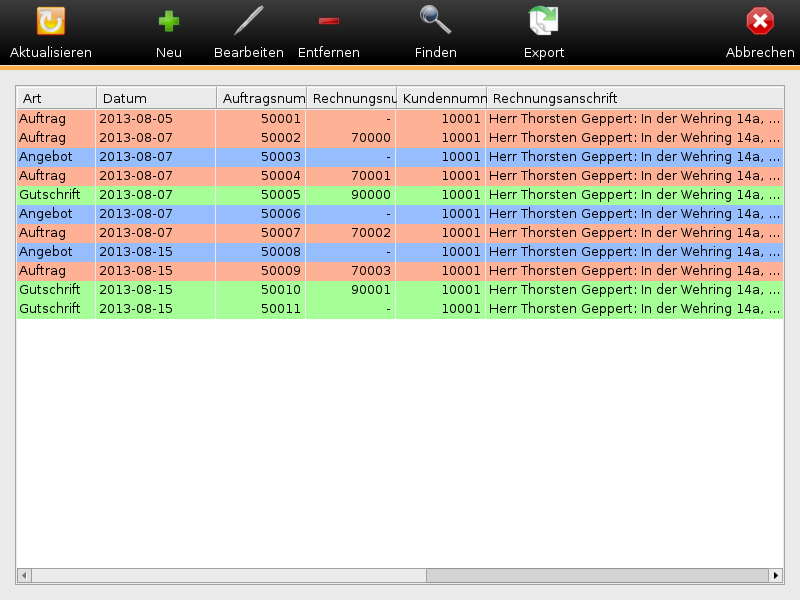 Aktualisieren Neu Bearbeiten Entfernen Finden Export Abbrechen
Art Datum Auftragsnum Rechnungsnu Kundennumn Rechnungsanschrift
Auftrag 2013-08-05 50001 - 10001 Herr Thorsten Geppert: In der Wehring 14a, ...
Auftrag 2013-08-07 50002 70000 10001 Herr Thorsten Geppert: In der Wehring 14a, ...
Angebot 2013-08-07 50003 - 10001 Herr Thorsten Geppert: In der Wehring 14a, ...
Auftrag 2013-08-07 50004 70001 10001 Herr Thorsten Geppert: In der Wehring 14a, ...
Gutschrift 2013-08-07 50005 90000 10001 Herr Thorsten Geppert: In der Wehring 14a, ...
Angebot 2013-08-07 50006 - 10001 Herr Thorsten Geppert: In der Wehring 14a, ...
Auftrag 2013-08-07 50007 70002 10001 Herr Thorsten Geppert: In der Wehring 14a, ...
Angebot 2013-08-15 50008 - 10001 Herr Thorsten Geppert: In der Wehring 14a, ...
Auftrag 2013-08-15 50009 70003 10001 Herr Thorsten Geppert: In der Wehring 14a, ...
Gutschrift 2013-08-15 50010 90001 10001 Herr Thorsten Geppert: In der Wehring 14a, ...
Gutschrift 2013-08-15 50011 - 10001 Herr Thorsten Geppert: In der Wehring 14a, ...